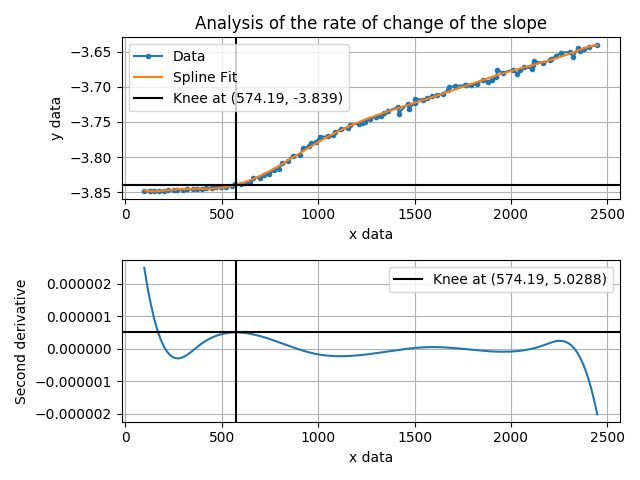 Analysis of the rate of change of the slope
Data
Spline Fit
Knee at (574.19, -3.839)
y data
−3.65
−3.70
−3.75
−3.80
−3.85
0
500
1000
1500
2000
2500
x data
Knee at (574.19, 5.0288)
Second derivative
0.000002
0.000001
0.000000
−0.000001
−0.000002
0
500
1000
1500
2000
2500
x data